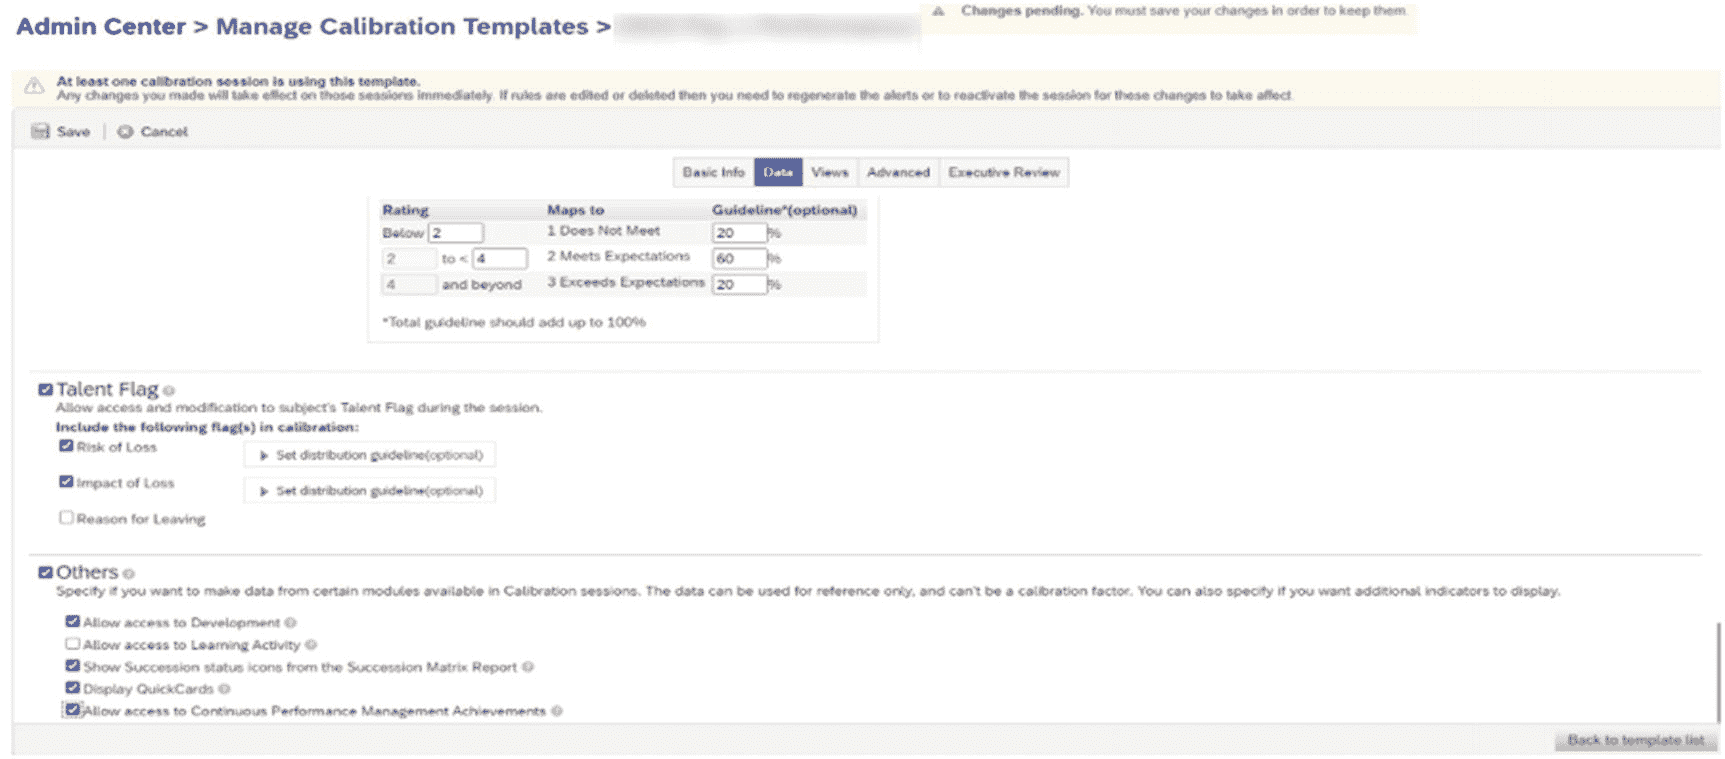 Admin Center > Manage Calibration Templates >
Changes pending. You must save your changes in order to keep them.
At least one calibration session is using this template.
Any changes you made will take effect on those sessions immediately. If rules are edited or deleted then you need to regenerate the alerts or to reactivate the session for these changes to take affect.
Save | Cancel
Basic Info Data Views Advanced Executive Review
Rating Maps to Guideline*(optional)
Below 2 1 Does Not Meet 20 %
2 to < 4 2 Meets Expectations 60 %
4 and beyond 3 Exceeds Expectations 20 %
*Total guideline should add up to 100%
Talent Flag
Allow access and modification to subject's Talent Flag during the session.
Include the following flag(s) in calibration:
Risk of Loss Set distribution guideline(optional)
Impact of Loss Set distribution guideline(optional)
Reason for Leaving
Others
Specify if you want to make data from certain modules available in Calibration sessions. The data can be used for reference only, and can't be a calibration factor. You can also specify if you want additional indicators to display.
Allow access to Development
Allow access to Learning Activity
Show Succession status icons from the Succession Matrix Report
Display QuickCards
Allow access to Continuous Performance Management Achievements
Back to template list